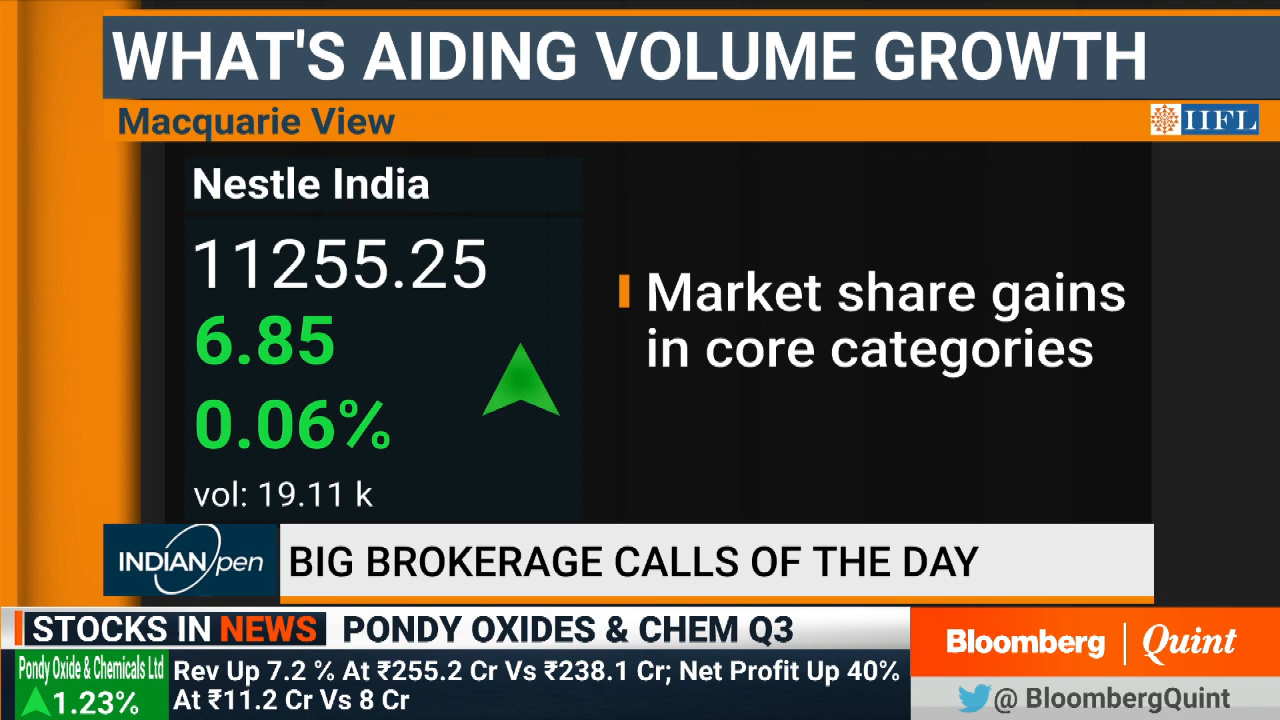 WHAT'S AIDING VOLUME GROWTH
Macquarie View
IIFL
Nestle India
11255.25
6.85
0.06%
vol: 19.11 k
Market share gains
in core categories
INDIAN Open
BIG BROKERAGE CALLS OF THE DAY
STOCKS IN NEWS
PONDY OXIDES & CHEM Q3
Pondy Oxide & Chemicals Ltd
1.23%
Rev Up 7.2 % At ₹255.2 Cr Vs ₹238.1 Cr; Net Profit Up 40%
At ₹11.2 Cr Vs 8 Cr
Bloomberg | Quint
@ BloombergQuint